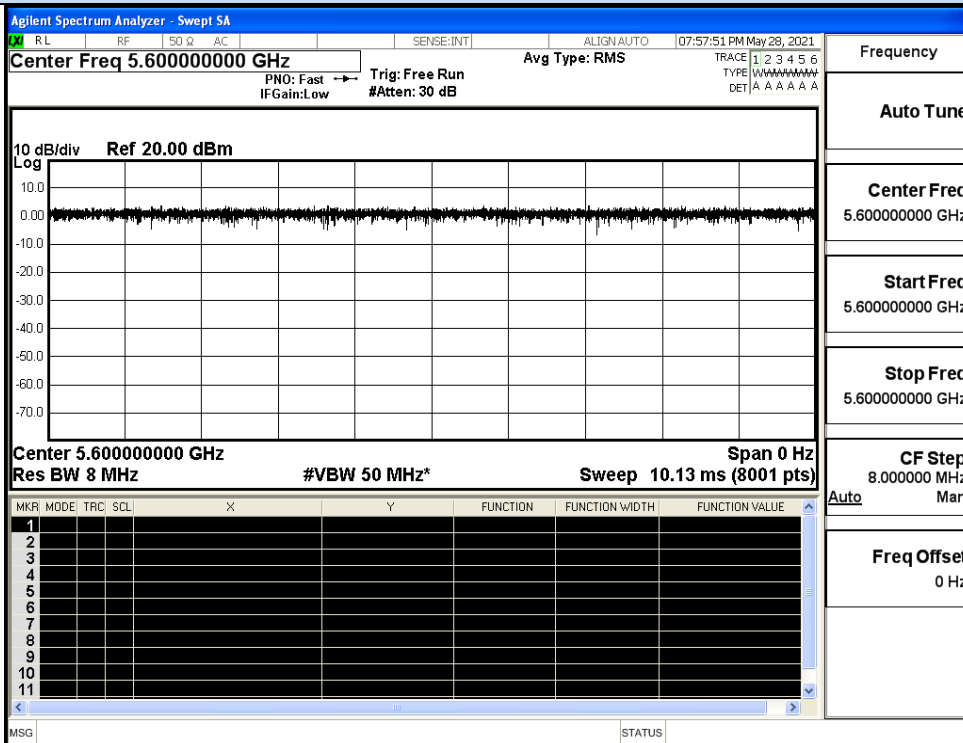 Agilent Spectrum Analyzer - Swept SA
LXI RL RF 50 Ω AC SENSE:INT ALIGN AUTO 07:57:51 PM May 28, 2021
Center Freq 5.600000000 GHz
Avg Type: RMS
TRACE 1 2 3 4 5 6
PNO: Fast
Trig: Free Run
TYPE WWWWWW
IFGain:Low
#Atten: 30 dB
DET A A A A A A
10 dB/div Ref 20.00 dBm
Log
10.0
0.00
-10.0
-20.0
-30.0
-40.0
-50.0
-60.0
-70.0
Center 5.600000000 GHz Span 0 Hz
Res BW 8 MHz #VBW 50 MHz* Sweep 10.13 ms (8001 pts)
MKR MODE TRC SCL X Y FUNCTION FUNCTION WIDTH FUNCTION VALUE
1
2
3
4
5
6
7
8
9
10
11
MSG STATUS
Frequency
Auto Tune
Center Freq
5.600000000 GHz
Start Freq
5.600000000 GHz
Stop Freq
5.600000000 GHz
CF Step
8.000000 MHz
Auto Man
Freq Offset
0 Hz